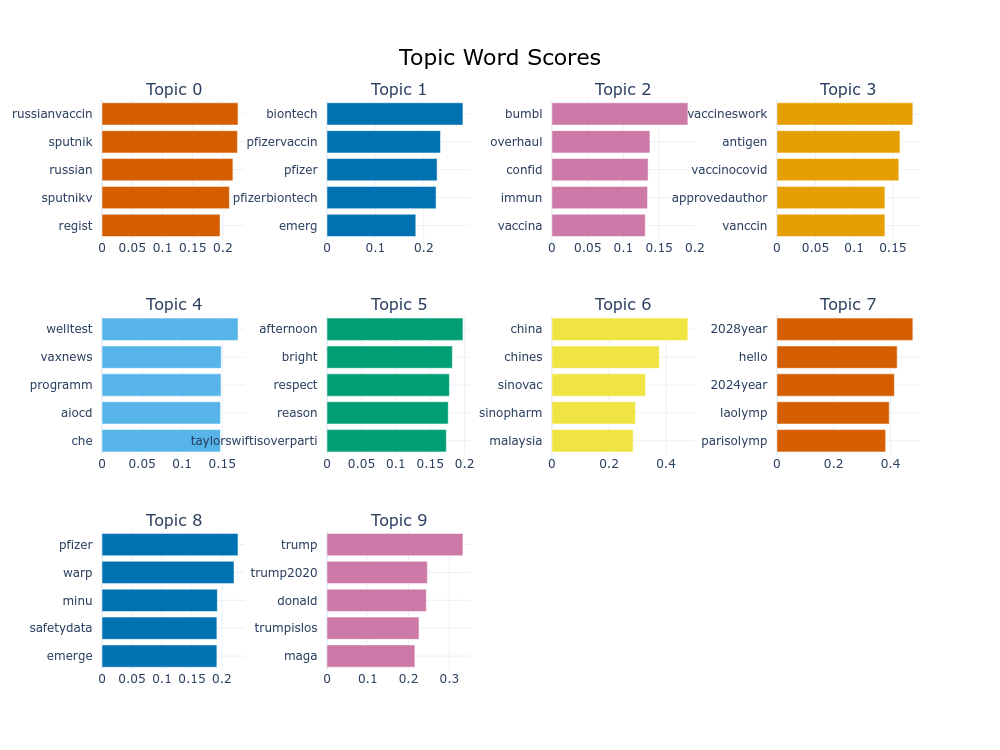 Topic Word Scores
Topic 0
russianvaccin
sputnik
russian
sputnikv
regist
0 0.05 0.1 0.15 0.2
Topic 1
biontech
pfizervaccin
pfizer
pfizerbiontech
emerg
0 0.1 0.2
Topic 2
bumbl
overhaul
confid
immun
vaccina
0 0.05 0.1 0.15 0.2
Topic 3
vaccineswork
antigen
vaccinocovid
approvedauthor
vanccin
0 0.05 0.1 0.15
Topic 4
welltest
vaxnews
programm
aiocd
che
0 0.05 0.1 0.15
Topic 5
afternoon
bright
respect
reason
taylorswiftisoverparti
0 0.05 0.1 0.15 0.2
Topic 6
china
chines
sinovac
sinopharm
malaysia
0 0.2 0.4
Topic 7
2028year
hello
2024year
laolymp
parisolymp
0 0.2 0.4
Topic 8
pfizer
warp
minu
safetydata
emerge
0 0.05 0.1 0.15 0.2
Topic 9
trump
trump2020
donald
trumpislos
maga
0 0.1 0.2 0.3